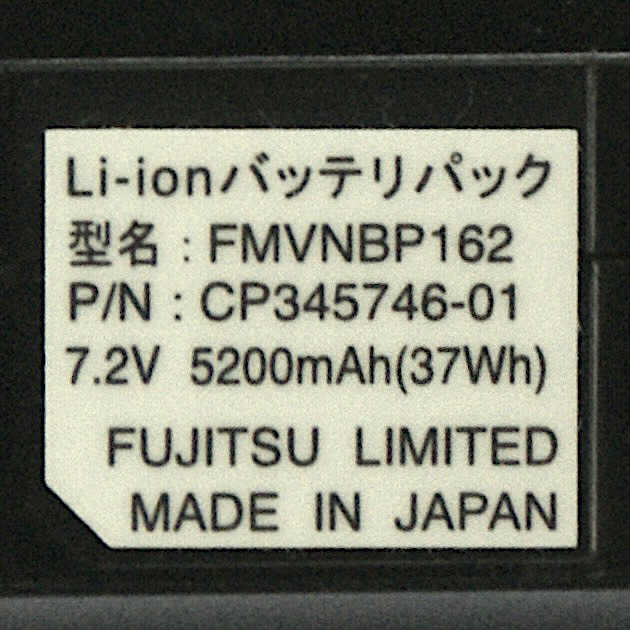 Li-ionバッテリパック
型名 : FMVNBP162
P/N : CP345746-01
7.2V 5200mAh(37Wh)
FUJITSU LIMITED
MADE IN JAPAN